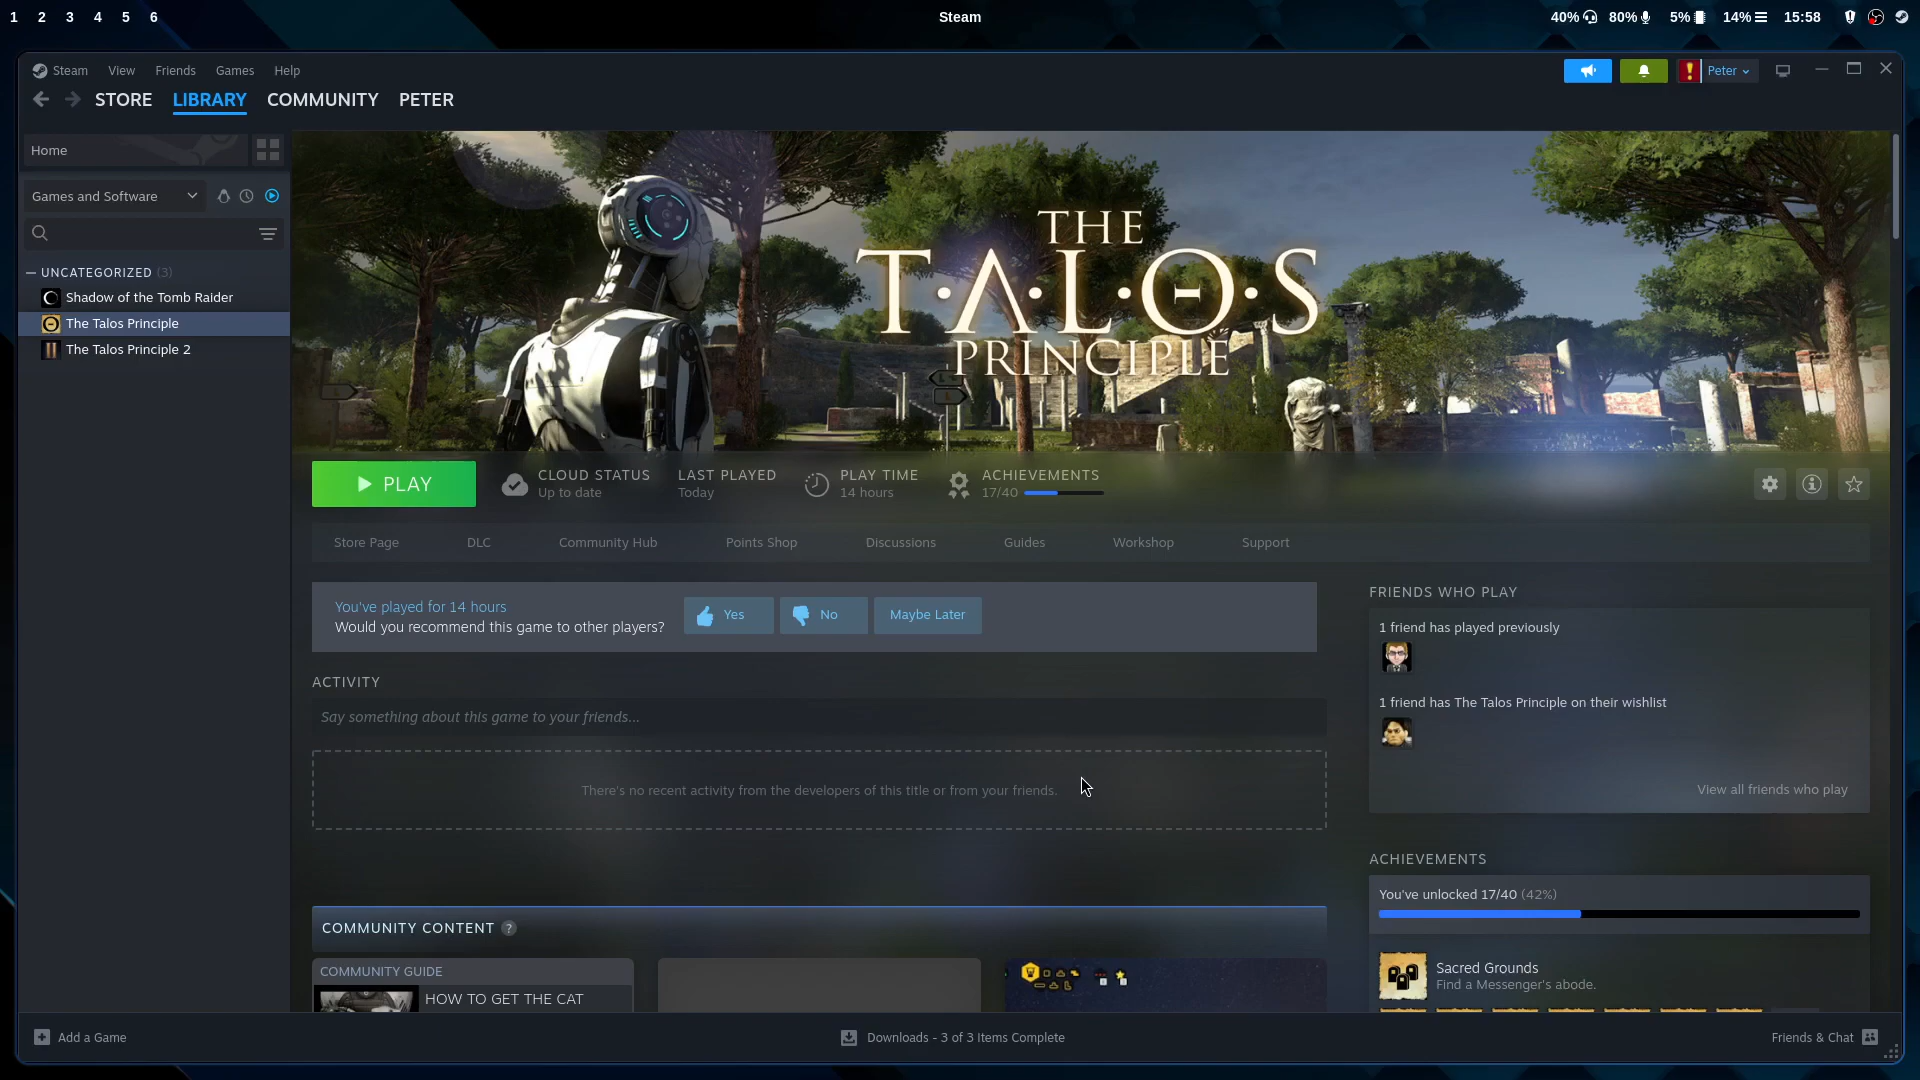 1 2 3 4 5 6
Steam
40% 80% 5% 14% 15:58
Steam View Friends Games Help
Peter
STORE LIBRARY COMMUNITY PETER
Home
Games and Software
UNCATEGORIZED (3)
Shadow of the Tomb Raider
The Talos Principle
The Talos Principle 2
THE
T·Λ·L·Θ·S
PRINCIPLE
PLAY
CLOUD STATUS
Up to date
LAST PLAYED
Today
PLAY TIME
14 hours
ACHIEVEMENTS
17/40
Store Page DLC Community Hub Points Shop Discussions Guides Workshop Support
You've played for 14 hours
Would you recommend this game to other players?
Yes No Maybe Later
ACTIVITY
Say something about this game to your friends...
There's no recent activity from the developers of this title or from your friends.
COMMUNITY CONTENT ?
COMMUNITY GUIDE
HOW TO GET THE CAT
FRIENDS WHO PLAY
1 friend has played previously
1 friend has The Talos Principle on their wishlist
View all friends who play
ACHIEVEMENTS
You've unlocked 17/40 (42%)
Sacred Grounds
Find a Messenger's abode.
Add a Game
Downloads - 3 of 3 Items Complete
Friends & Chat